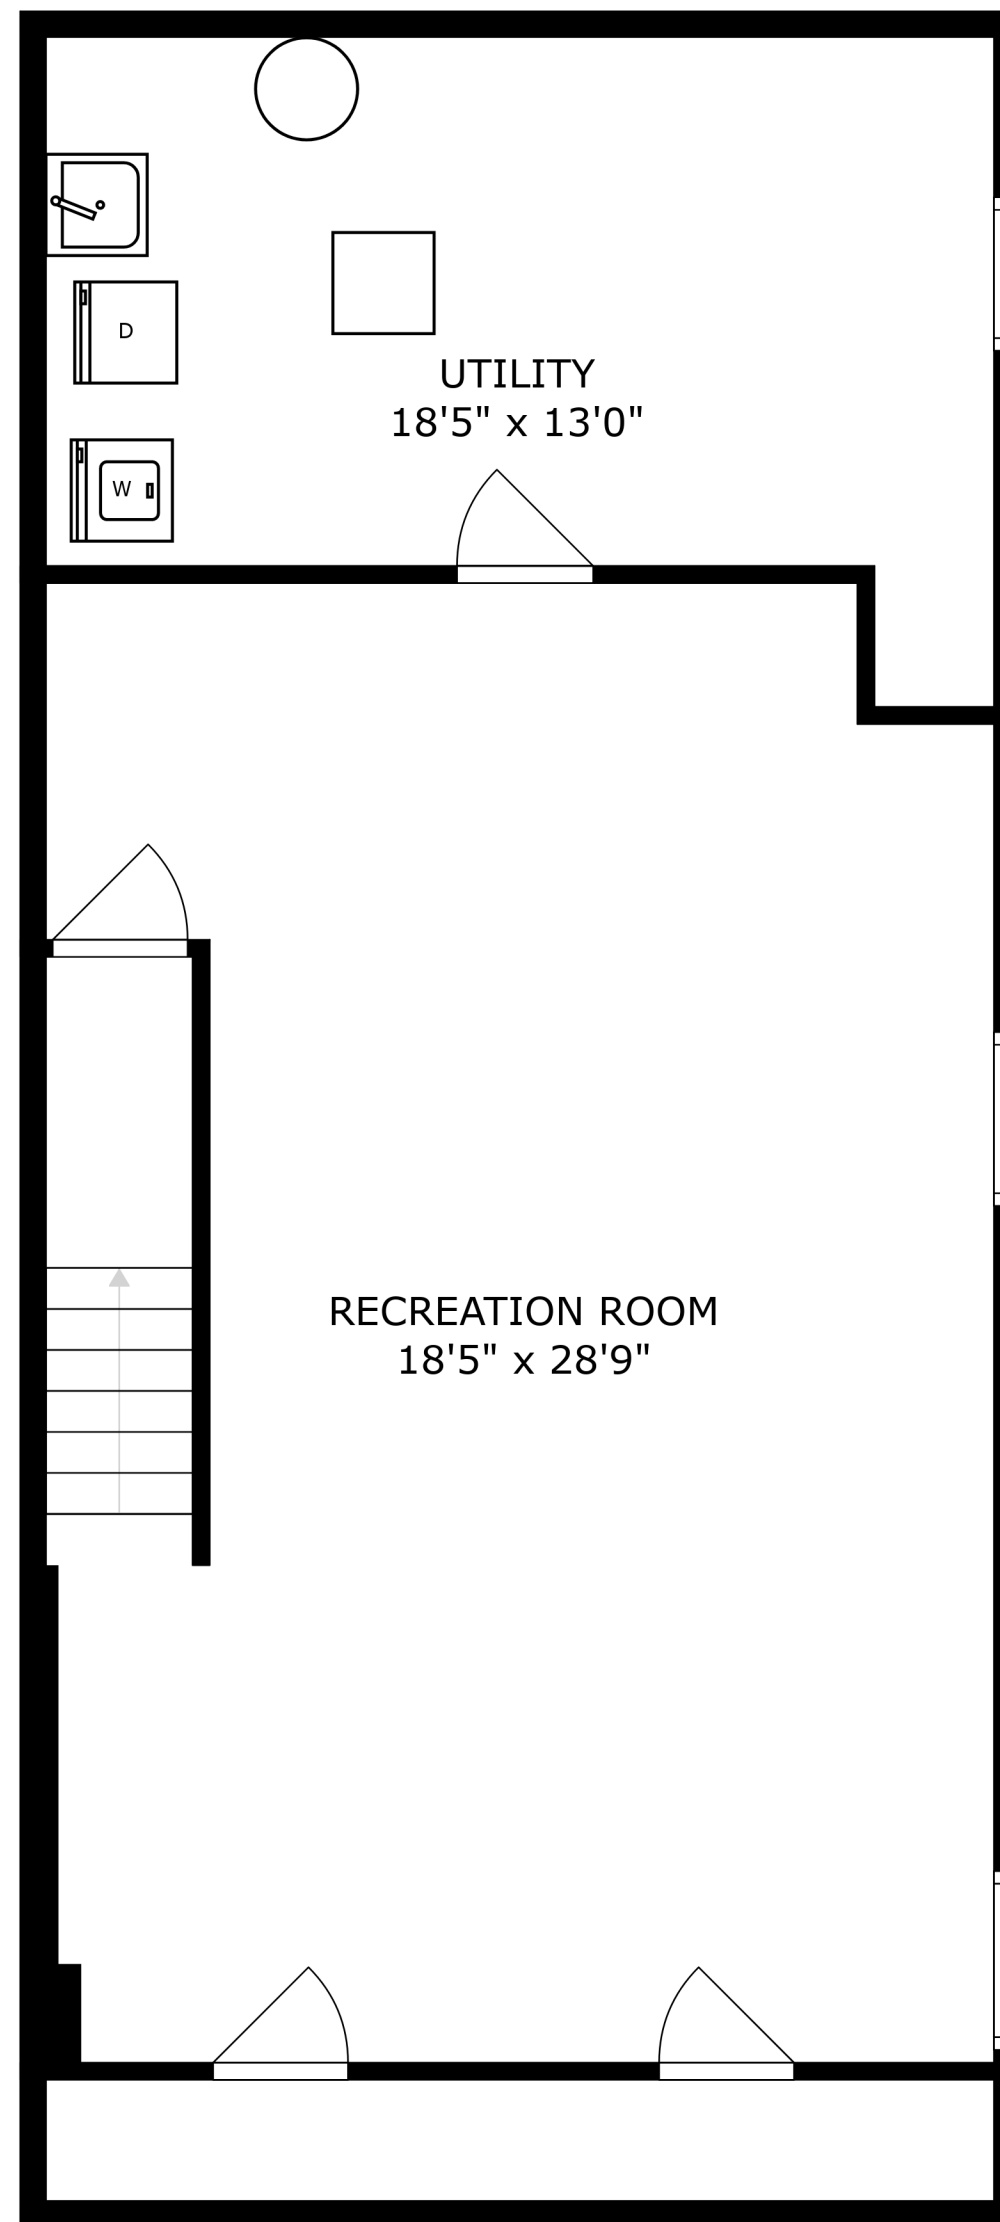 D
UTILITY
18'5" x 13'0"
W
RECREATION ROOM
18'5" x 28'9"